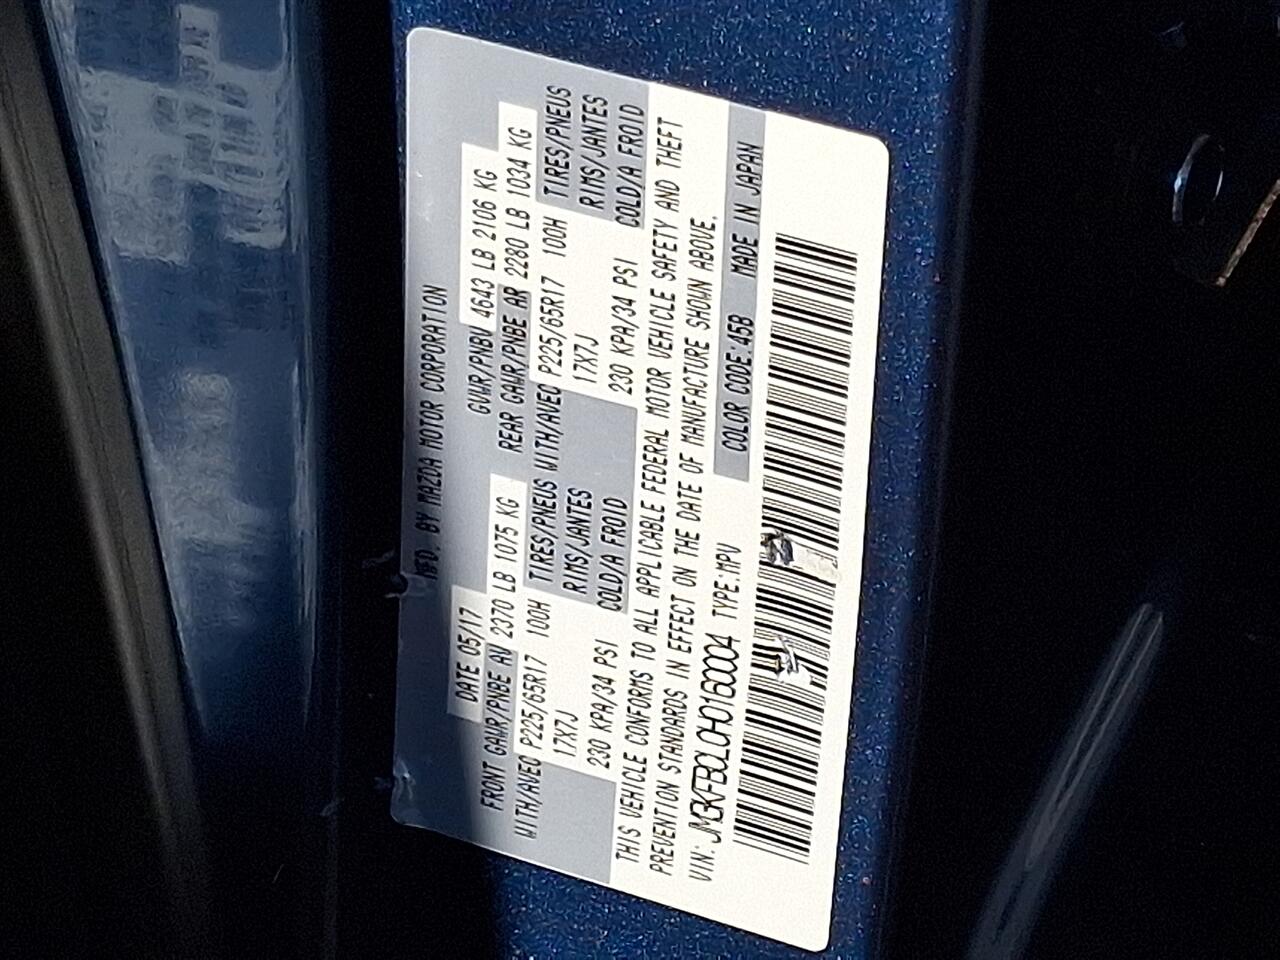 MFD. BY MAZDA MOTOR CORPORATION
DATE 05/17 GVWR/PNBV 4643 LB 2106 KG
FRONT GAWR/PNBE AV 2370 LB 1075 KG REAR GAWR/PNBE AR 2280 LB 1034 KG
WITH/AVEC P225/65R17 100H TIRES/PNEUS WITH/AVEC P225/65R17 100H TIRES/PNEUS
17X7J RIMS/JANTES 17X7J RIMS/JANTES
230 KPA/34 PSI COLD/A FROID 230 KPA/34 PSI COLD/A FROID
THIS VEHICLE CONFORMS TO ALL APPLICABLE FEDERAL MOTOR VEHICLE SAFETY AND THEFT
PREVENTION STANDARDS IN EFFECT ON THE DATE OF MANUFACTURE SHOWN ABOVE.
VIN: JM3KFBCL0H0160004 TYPE:MPV COLOR CODE:45B MADE IN JAPAN